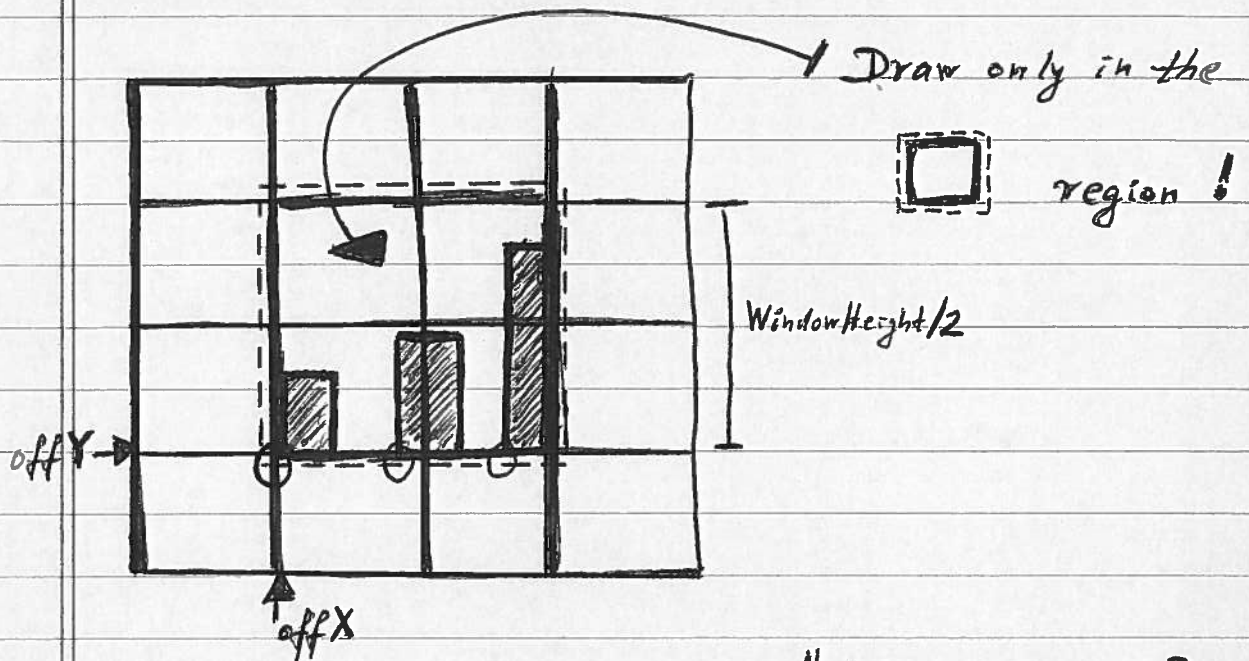 Draw only in the
region !
WindowHeight/2
offY
offX